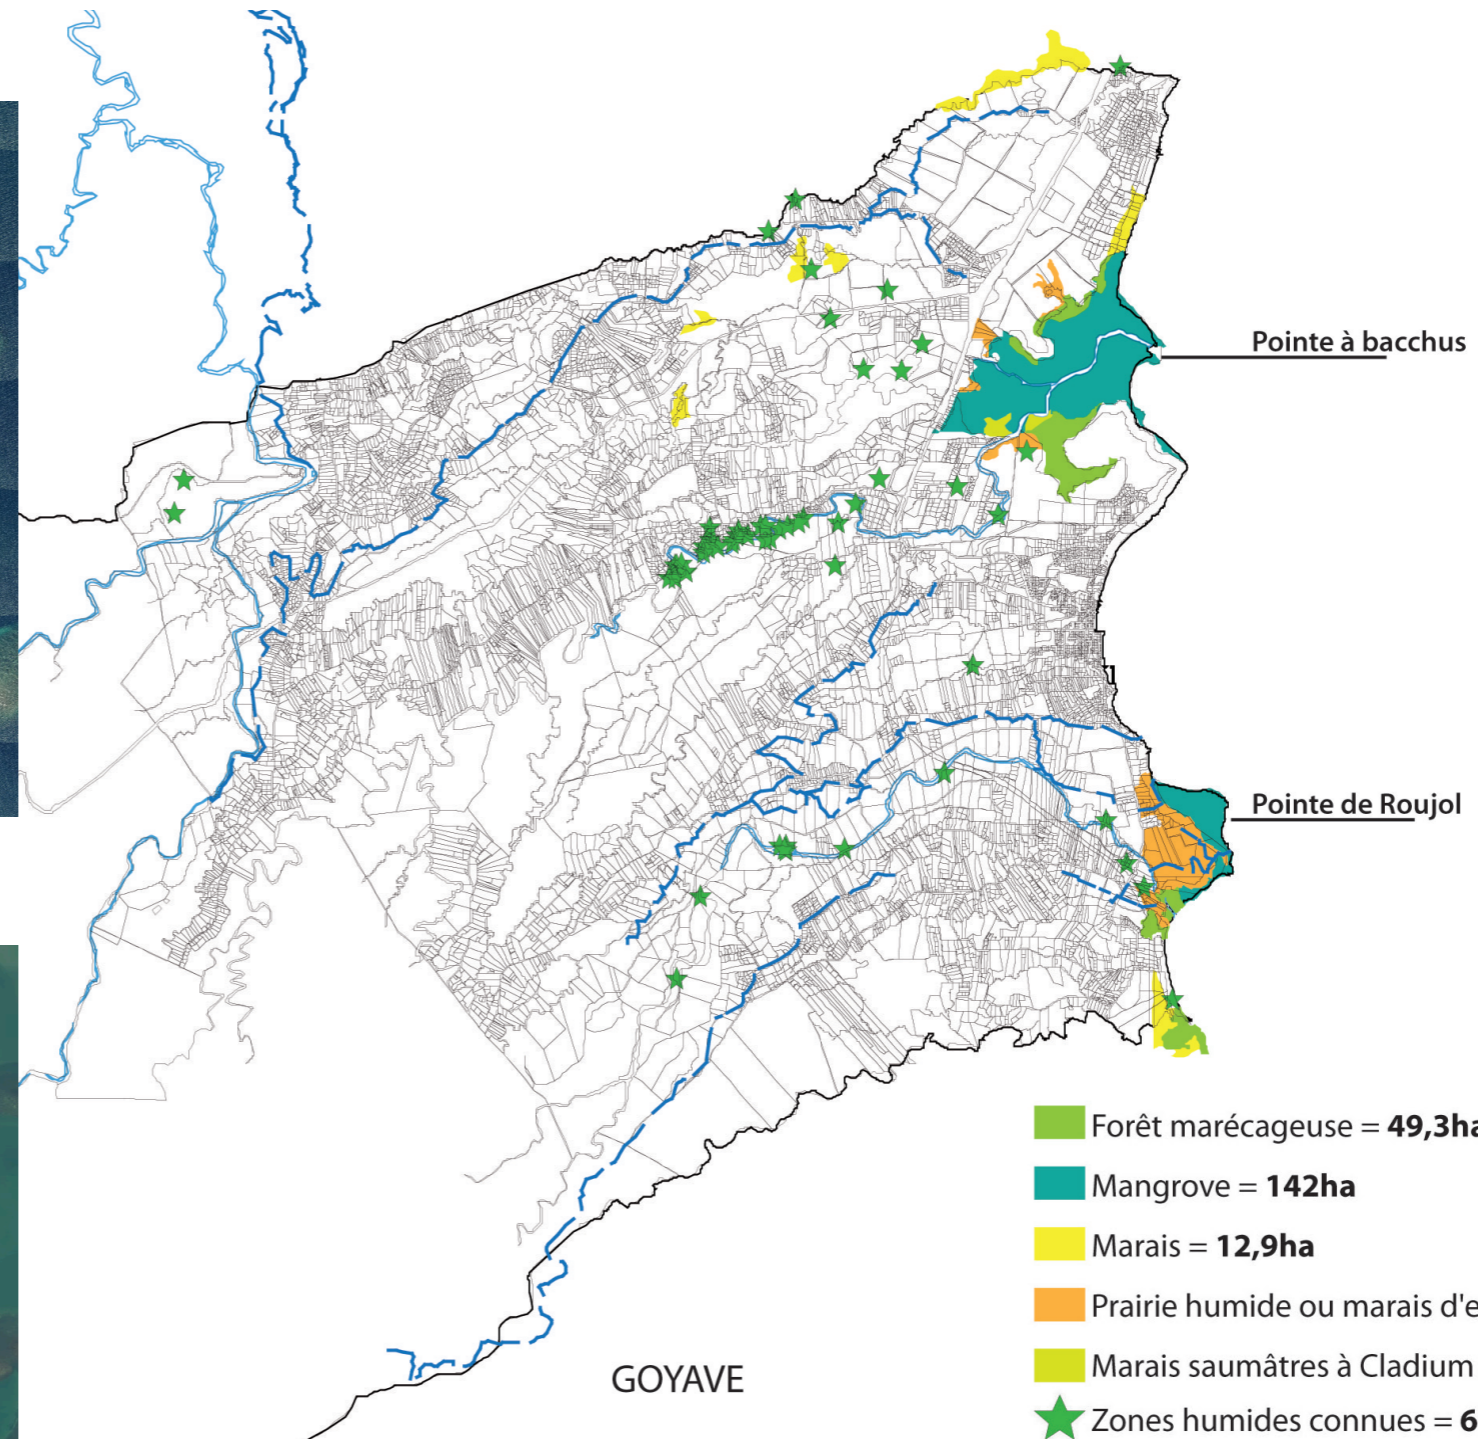 Pointe à bacchus
Pointe de Roujol
Forêt marécageuse = 49,3ha
Mangrove = 142ha
Marais = 12,9ha
Prairie humide ou marais d'e
Marais saumâtres à Cladium
Zones humides connues = 6
GOYAVE